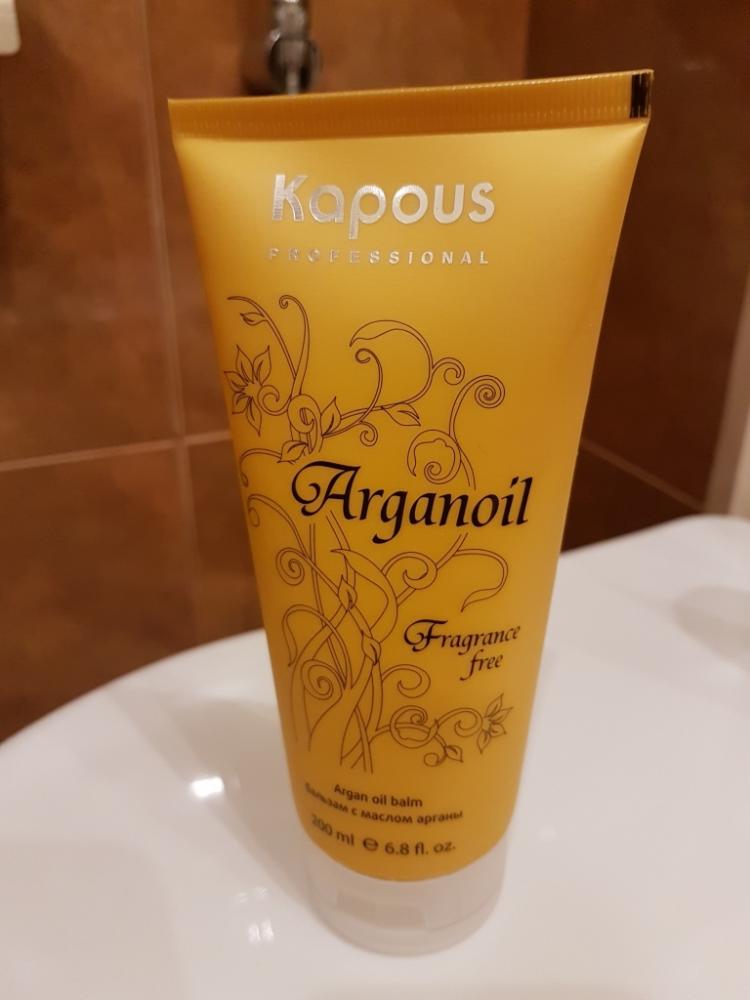 Kapous
PROFESSIONAL
Arganoil
Fragrance
free
Argan oil balm
Бальзам с маслом арганы
200 ml ℮ 6.8 fl. oz.